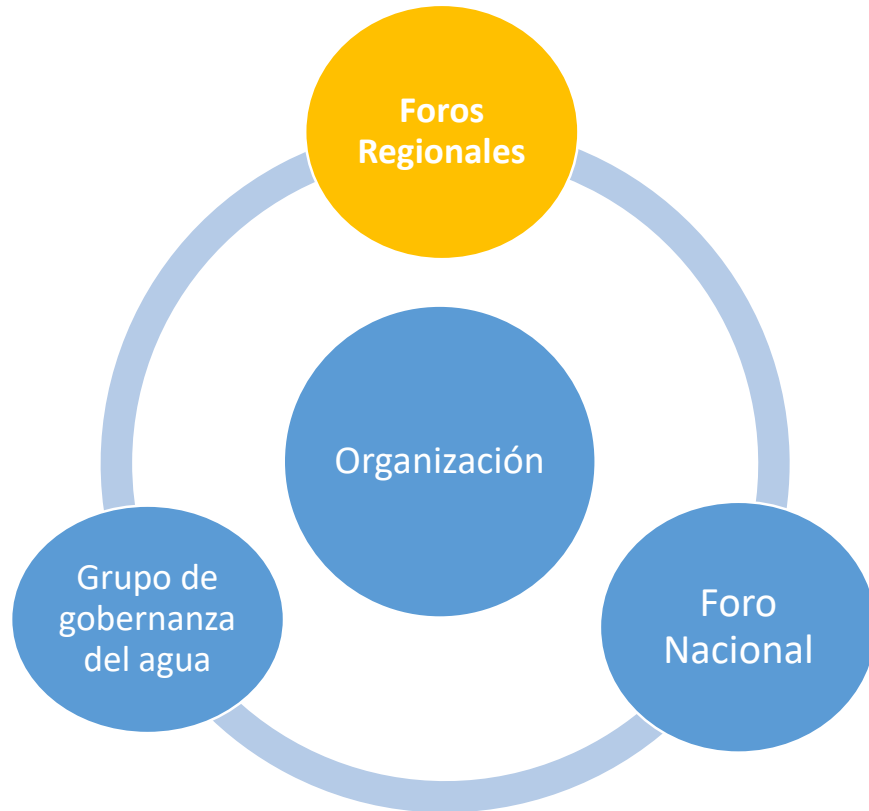 Foros
Regionales
Organización
Grupo de
gobernanza
del agua
Foro
Nacional